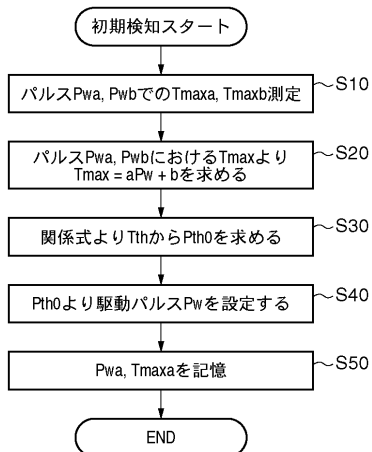 初期検知スタート
パルスPwa, PwbでのTmaxa, Tmaxb測定
S10
パルスPwa, PwbにおけるTmaxより
Tmax = aPw + bを求める
S20
関係式よりTthからPth0を求める
S30
Pth0より駆動パルスPwを設定する
S40
Pwa, Tmaxaを記憶
S50
END